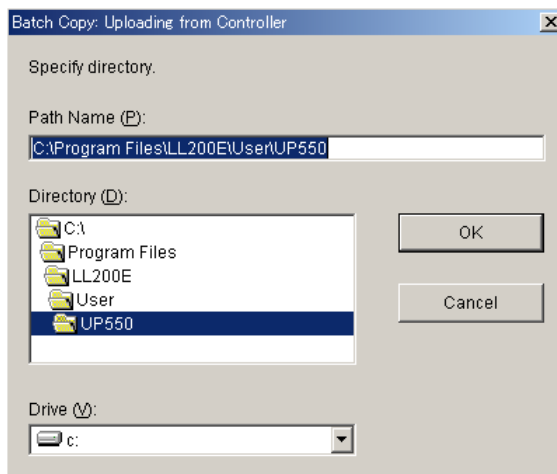 Batch Copy: Uploading from Controller
Specify directory.
Path Name (P):
C:\Program Files\LL200E\User\UP550
Directory (D):
C:\
Program Files
LL200E
User
UP550
OK
Cancel
Drive (V):
c: